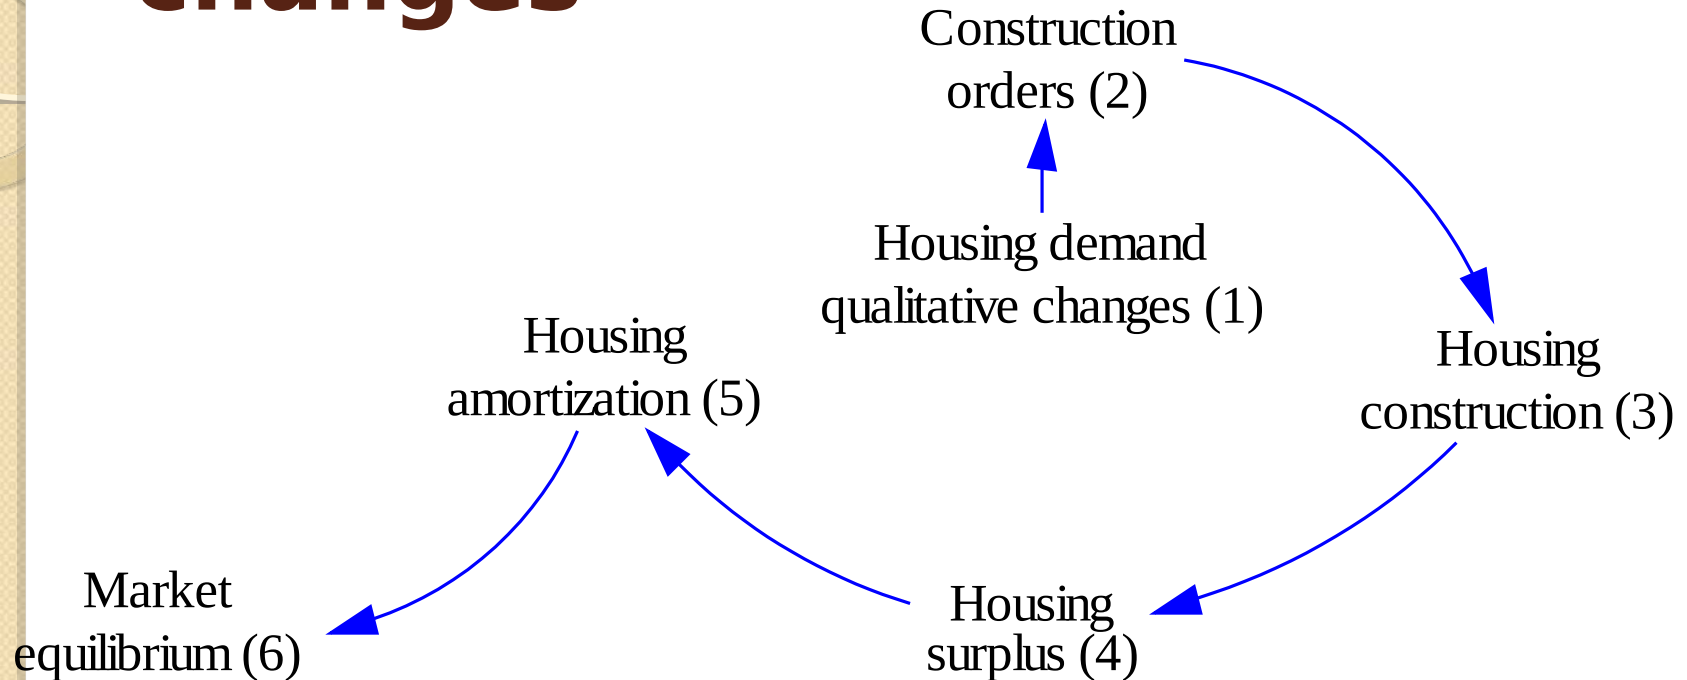 changes
Construction
orders (2)
Housing demand
qualitative changes (1)
Housing
construction (3)
Housing
amortization (5)
Housing
surplus (4)
Market
equilibrium (6)